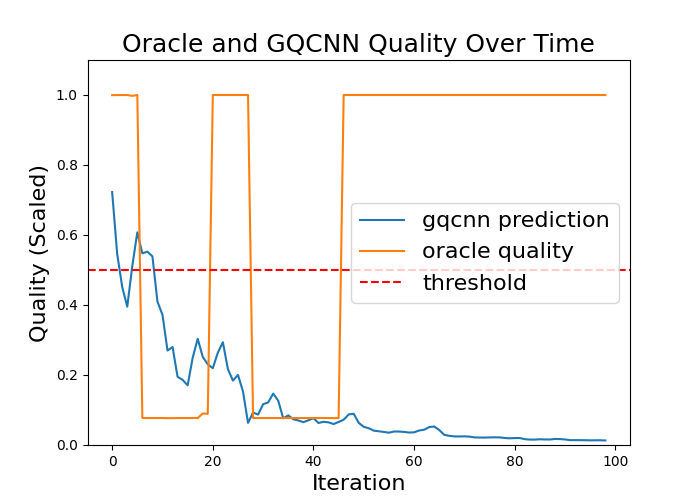 Oracle and GQCNN Quality Over Time
Quality (Scaled)
1.0
0.8
0.6
0.4
0.2
0.0
gqcnn prediction
oracle quality
threshold
0 20 40 60 80 100
Iteration